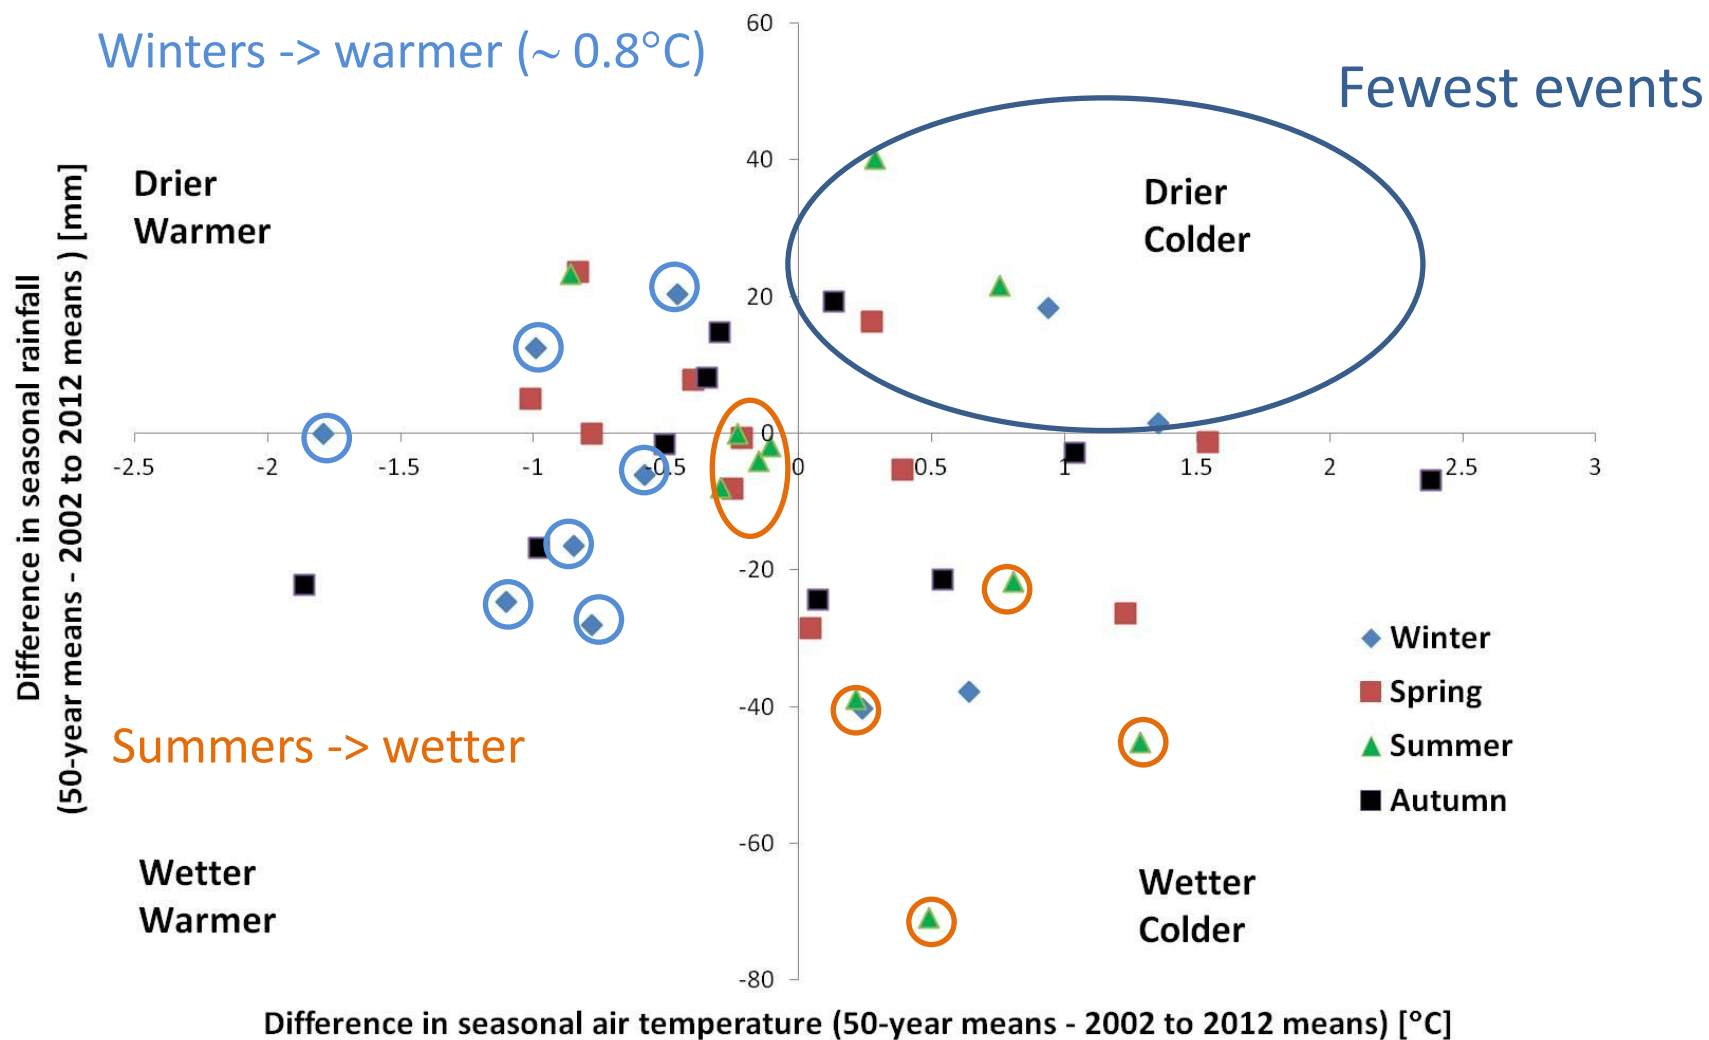 Winters -> warmer (~ 0.8°C)
Fewest events
Drier
Warmer
Drier
Colder
Difference in seasonal rainfall
(50-year means - 2002 to 2012 means ) [mm]
60
40
20
0
-20
-40
-60
-80
-2.5 -2 -1.5 -1 -0.5 0 0.5 1 1.5 2 2.5 3
Winter
Spring
Summer
Autumn
Summers -> wetter
Wetter
Warmer
Wetter
Colder
Difference in seasonal air temperature (50-year means - 2002 to 2012 means) [°C]